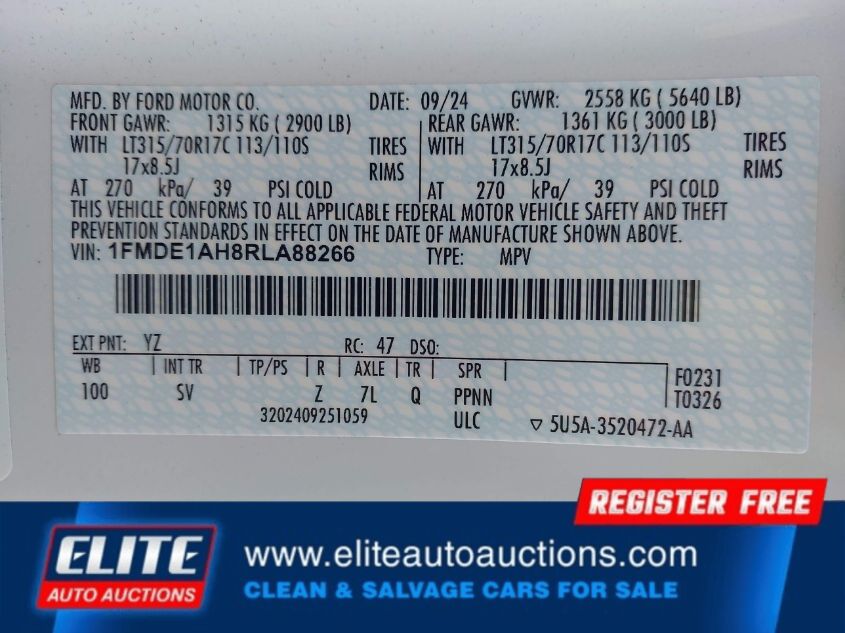 MFD. BY FORD MOTOR CO. DATE: 09/24 GVWR: 2558 KG ( 5640 LB)
FRONT GAWR: 1315 KG ( 2900 LB) REAR GAWR: 1361 KG ( 3000 LB)
WITH LT315/70R17C 113/110S TIRES WITH LT315/70R17C 113/110S TIRES
17x8.5J RIMS 17x8.5J RIMS
AT 270 kPa/ 39 PSI COLD AT 270 kPa/ 39 PSI COLD
THIS VEHICLE CONFORMS TO ALL APPLICABLE FEDERAL MOTOR VEHICLE SAFETY AND THEFT
PREVENTION STANDARDS IN EFFECT ON THE DATE OF MANUFACTURE SHOWN ABOVE.
VIN: 1FMDE1AH8RLA88266 TYPE: MPV
EXT PNT: YZ RC: 47 DSO:
WB | INT TR | TP/PS | R | AXLE | TR | SPR | F0231
100 SV Z 7L Q PPNN T0326
3202409251059 ULC ▽ 5U5A-3520472-AA
REGISTER FREE
ELITE
AUTO AUCTIONS
www.eliteautoauctions.com
CLEAN & SALVAGE CARS FOR SALE